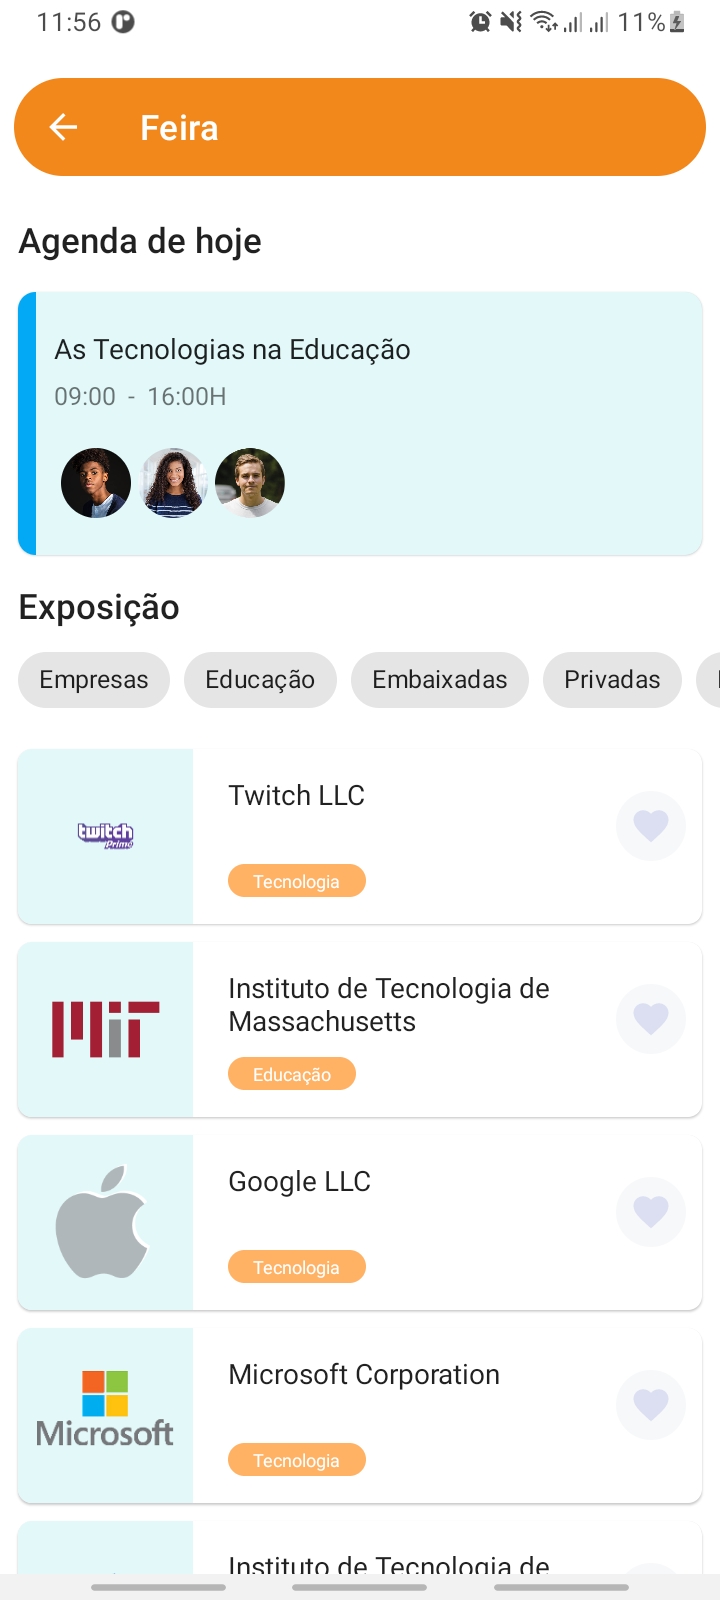 11:56
11%
Feira
Agenda de hoje
As Tecnologias na Educação
09:00 - 16:00H
Exposição
Empresas
Educação
Embaixadas
Privadas
twitch
Prime
Twitch LLC
Tecnologia
MIT
Instituto de Tecnologia de
Massachusetts
Educação
Google LLC
Tecnologia
Microsoft
Microsoft Corporation
Tecnologia
Instituto de Tecnologia de